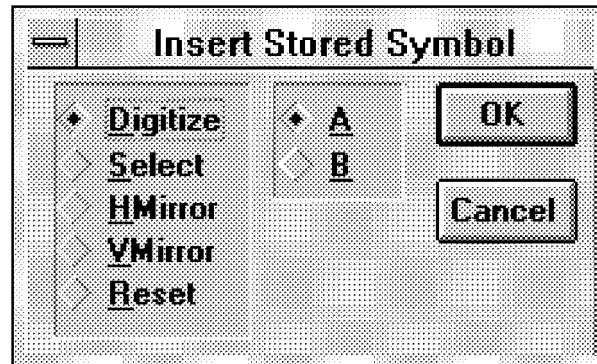 Insert Stored Symbol
Digitize
Select
HMirror
VMirror
Reset
A
B
OK
Cancel